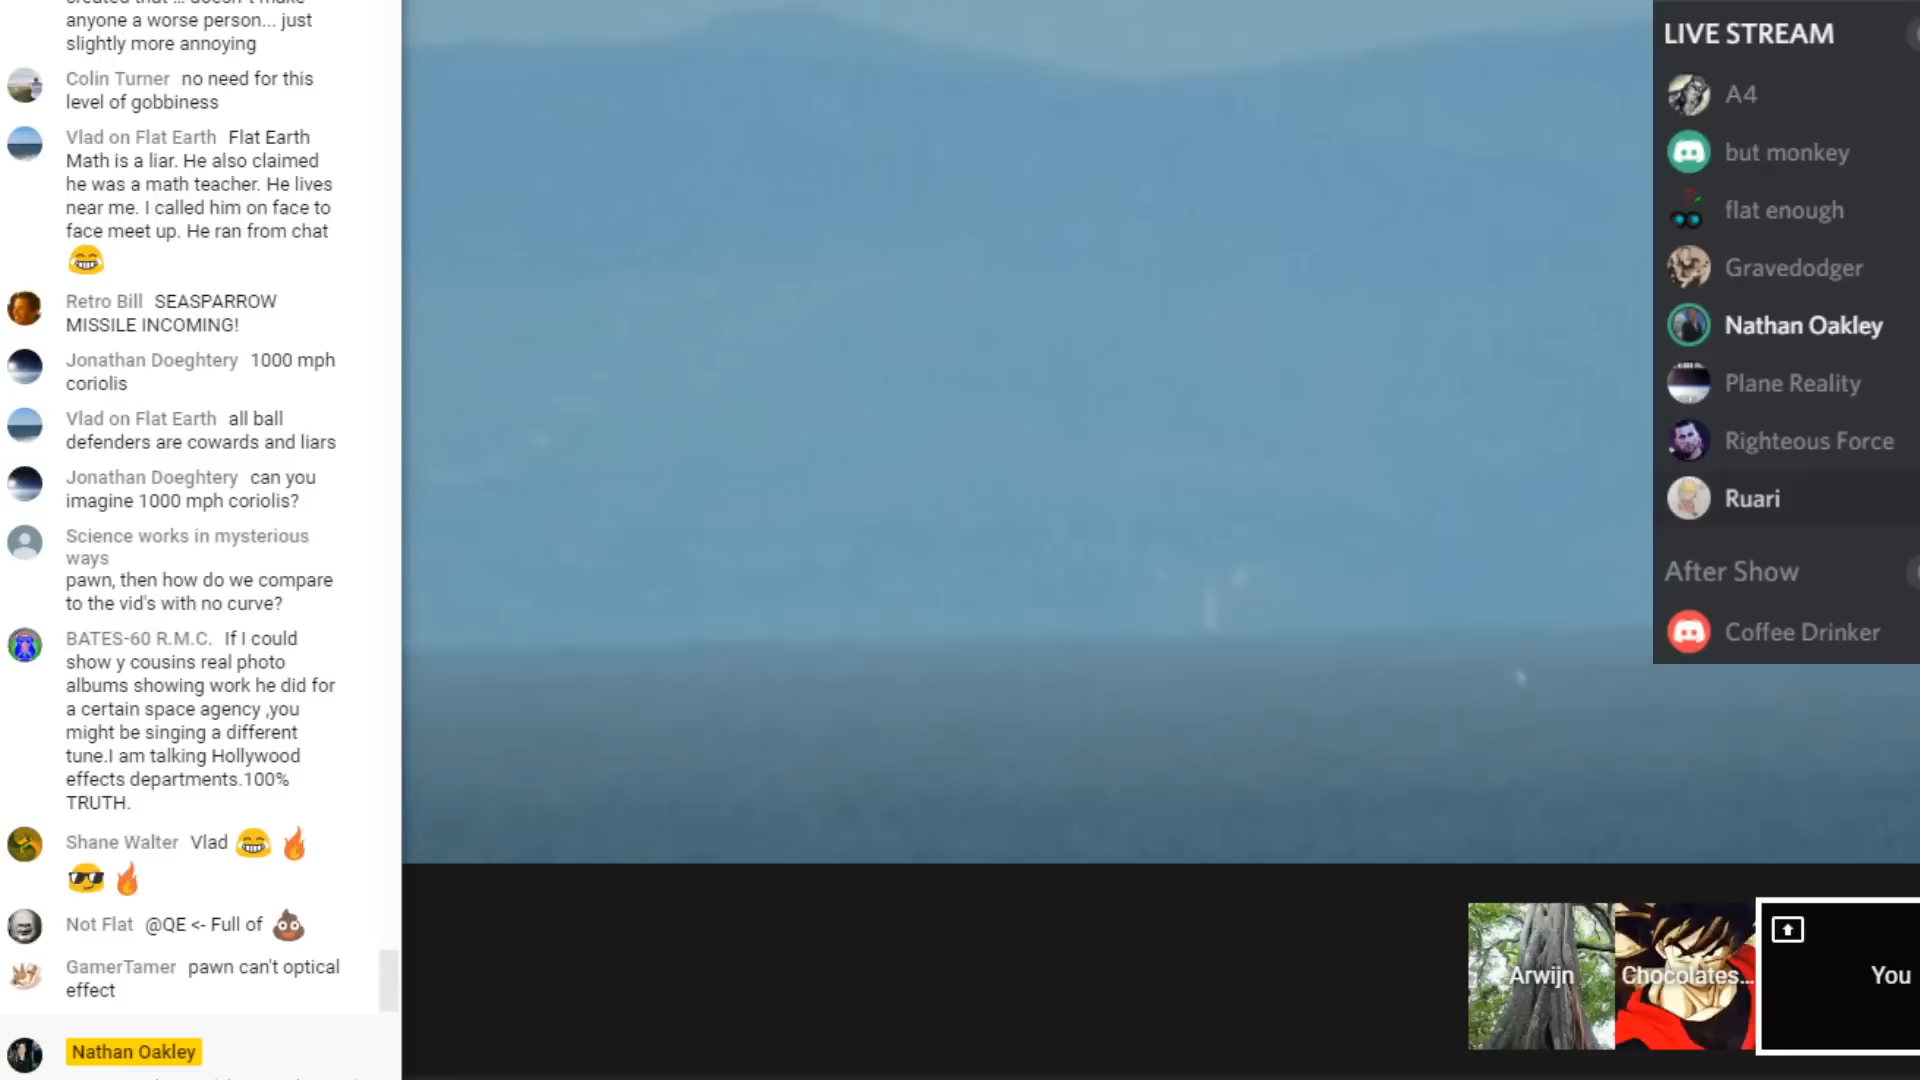 anyone a worse person... just
slightly more annoying
Colin Turner no need for this
level of gobbiness
Vlad on Flat Earth Flat Earth
Math is a liar. He also claimed
he was a math teacher. He lives
near me. I called him on face to
face meet up. He ran from chat
Retro Bill SEASPARROW
MISSILE INCOMING!
Jonathan Doeghtery 1000 mph
coriolis
Vlad on Flat Earth all ball
defenders are cowards and liars
Jonathan Doeghtery can you
imagine 1000 mph coriolis?
Science works in mysterious
ways
pawn, then how do we compare
to the vid's with no curve?
BATES-60 R.M.C. If I could
show y cousins real photo
albums showing work he did for
a certain space agency ,you
might be singing a different
tune.I am talking Hollywood
effects departments.100%
TRUTH.
Shane Walter Vlad
Not Flat @QE <- Full of
GamerTamer pawn can't optical
effect
Nathan Oakley
LIVE STREAM
A4
but monkey
flat enough
Gravedodger
Nathan Oakley
Plane Reality
Righteous Force
Ruari
After Show
Coffee Drinker
Arwijn
Chocolates...
You